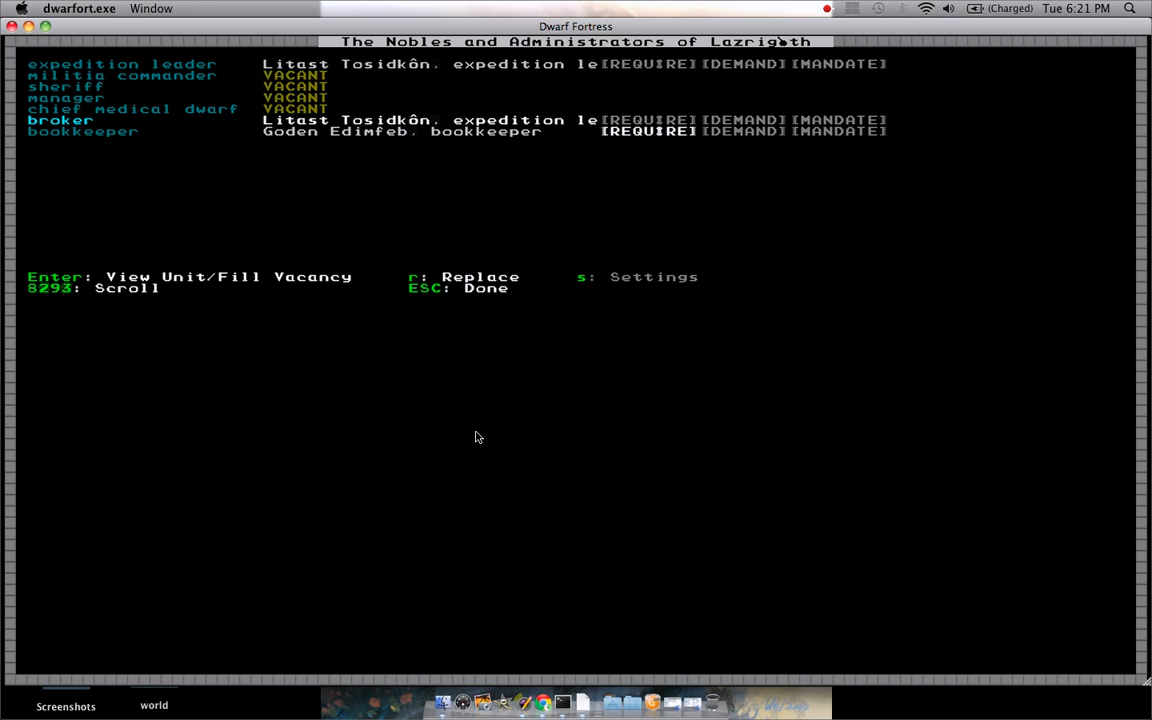 dwarfort.exe Window (Charged) Tue 6:21 PM
Dwarf Fortress
The Nobles and Administrators of
expedition leader Litast Tosidkôn, expedition le[REQUIRE][DEMAND][MANDATE]
militia commander VACANT
sheriff VACANT
manager VACANT
chief medical dwarf VACANT
broker Litast Tosidkôn, expedition le[REQUIRE][DEMAND][MANDATE]
bookkeeper Goden Edimfeb, bookkeeper [REQUIRE][DEMAND][MANDATE]
Enter: View Unit/Fill Vacancy r: Replace s: Settings
8293: Scroll ESC: Done
Screenshots world